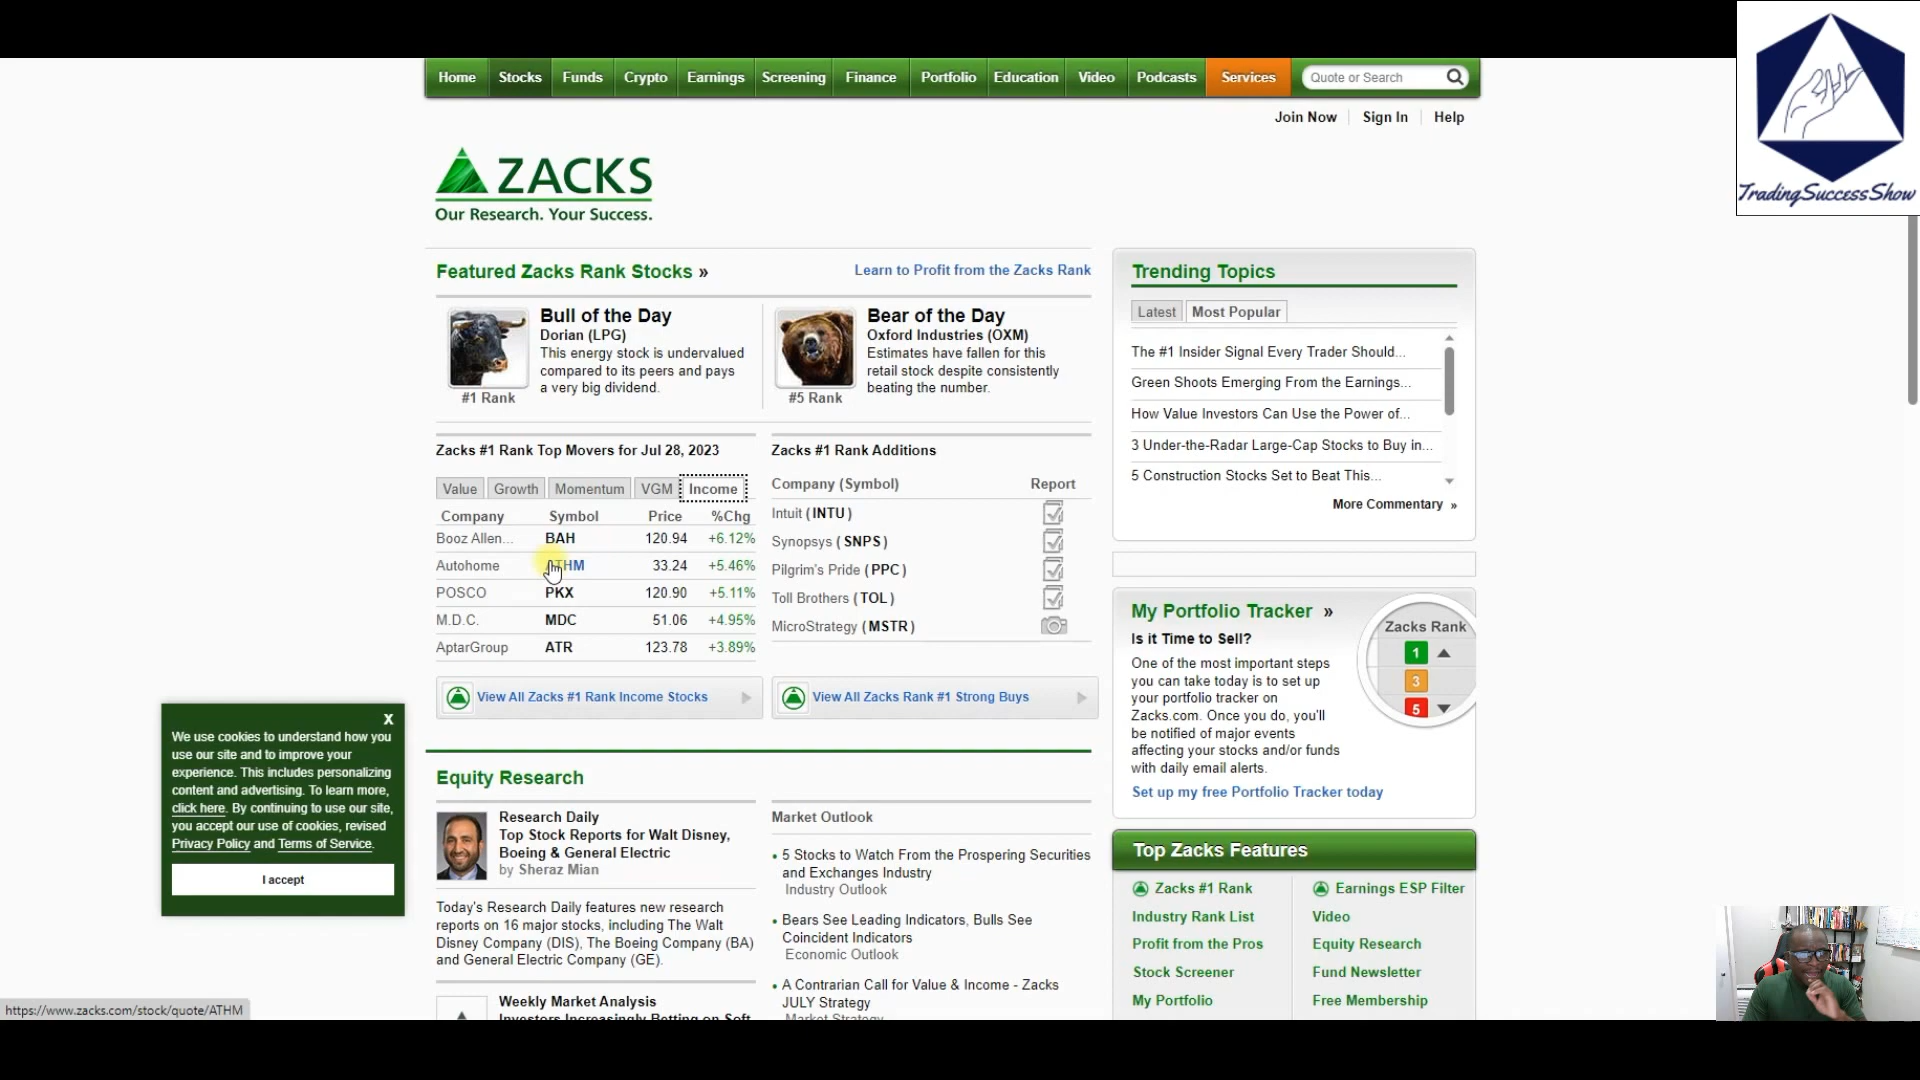 Home Stocks Funds Crypto Earnings Screening Finance Portfolio Education Video Podcasts Services Quote or Search
Join Now Sign In Help
TradingSuccessShow
ZACKS
Our Research. Your Success.
Featured Zacks Rank Stocks »
Learn to Profit from the Zacks Rank
Bull of the Day
Dorian (LPG)
This energy stock is undervalued
compared to its peers and pays
a very big dividend.
#1 Rank
Bear of the Day
Oxford Industries (OXM)
Estimates have fallen for this
retail stock despite consistently
beating the number.
#5 Rank
Zacks #1 Rank Top Movers for Jul 28, 2023
Value Growth Momentum VGM Income
Company Symbol Price %Chg
Booz Allen... BAH 120.94 +6.12%
Autohome ATHM 33.24 +5.46%
POSCO PKX 120.90 +5.11%
M.D.C. MDC 51.06 +4.95%
AptarGroup ATR 123.78 +3.89%
View All Zacks #1 Rank Income Stocks
Zacks #1 Rank Additions
Company (Symbol) Report
Intuit ( INTU )
Synopsys ( SNPS )
Pilgrim's Pride ( PPC )
Toll Brothers ( TOL )
MicroStrategy ( MSTR )
View All Zacks Rank #1 Strong Buys
Trending Topics
Latest Most Popular
The #1 Insider Signal Every Trader Should...
Green Shoots Emerging From the Earnings...
How Value Investors Can Use the Power of...
3 Under-the-Radar Large-Cap Stocks to Buy in...
5 Construction Stocks Set to Beat This...
More Commentary »
My Portfolio Tracker »
Is it Time to Sell?
One of the most important steps
you can take today is to set up
your portfolio tracker on
Zacks.com. Once you do, you'll
be notified of major events
affecting your stocks and/or funds
with daily email alerts.
Set up my free Portfolio Tracker today
Zacks Rank
1
3
5
X
We use cookies to understand how you
use our site and to improve your
experience. This includes personalizing
content and advertising. To learn more,
click here. By continuing to use our site,
you accept our use of cookies, revised
Privacy Policy and Terms of Service.
I accept
Equity Research
Research Daily
Top Stock Reports for Walt Disney,
Boeing & General Electric
by Sheraz Mian
Today's Research Daily features new research
reports on 16 major stocks, including The Walt
Disney Company (DIS), The Boeing Company (BA)
and General Electric Company (GE).
Weekly Market Analysis
Investors Increasingly Betting on Soft
Market Outlook
• 5 Stocks to Watch From the Prospering Securities
and Exchanges Industry
Industry Outlook
• Bears See Leading Indicators, Bulls See
Coincident Indicators
Economic Outlook
• A Contrarian Call for Value & Income - Zacks
JULY Strategy
Market Strategy
Top Zacks Features
Zacks #1 Rank
Industry Rank List
Profit from the Pros
Stock Screener
My Portfolio
Earnings ESP Filter
Video
Equity Research
Fund Newsletter
Free Membership
https://www.zacks.com/stock/quote/ATHM